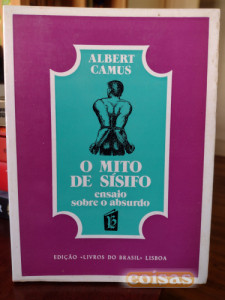 ALBERT
CAMUS
O MITO
DE SÍSIFO
ensaio
sobre o absurdo
EDIÇÃO «LIVROS DO BRASIL» LISBOA
coisas